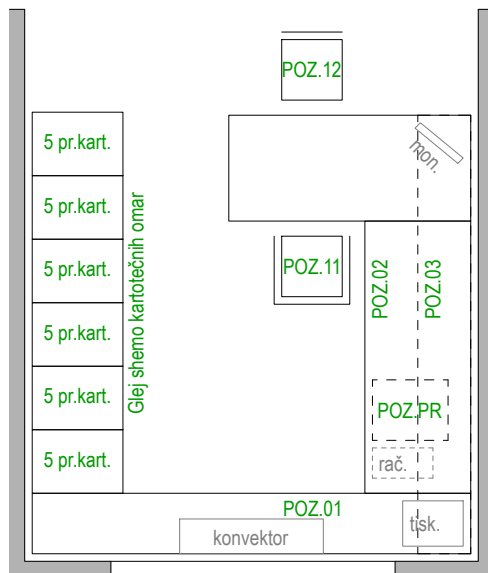 POZ.12
5 pr.kart.
mon.
5 pr.kart.
Glej shemo kartotečnih omar
5 pr.kart.
POZ.11
POZ.02
POZ.03
5 pr.kart.
5 pr.kart.
POZ.PR
5 pr.kart.
rač.
POZ.01
tisk.
konvektor